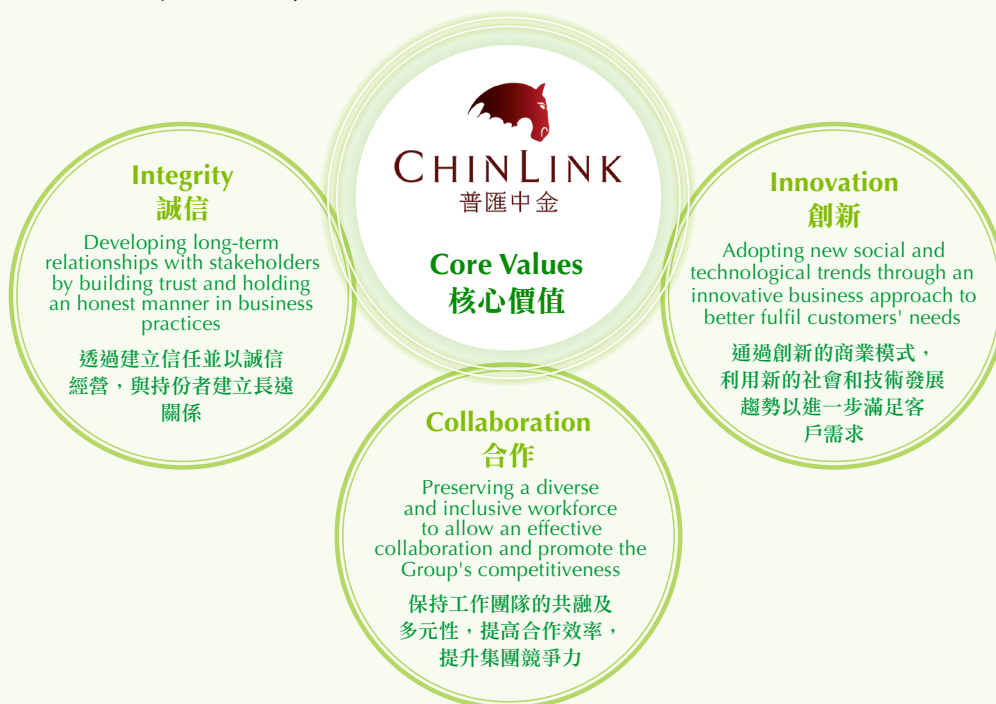 CHINLINK
普匯中金
Core Values
核心價值
Integrity
誠信
Developing long-term
relationships with stakeholders
by building trust and holding
an honest manner in business
practices
透過建立信任並以誠信
經營，與持份者建立長遠
關係
Collaboration
合作
Preserving a diverse
and inclusive workforce
to allow an effective
collaboration and promote the
Group's competitiveness
保持工作團隊的共融及
多元性，提高合作效率，
提升集團競爭力
Innovation
創新
Adopting new social and
technological trends through an
innovative business approach to
better fulfil customers' needs
通過創新的商業模式，
利用新的社會和技術發展
趨勢以進一步滿足客
戶需求